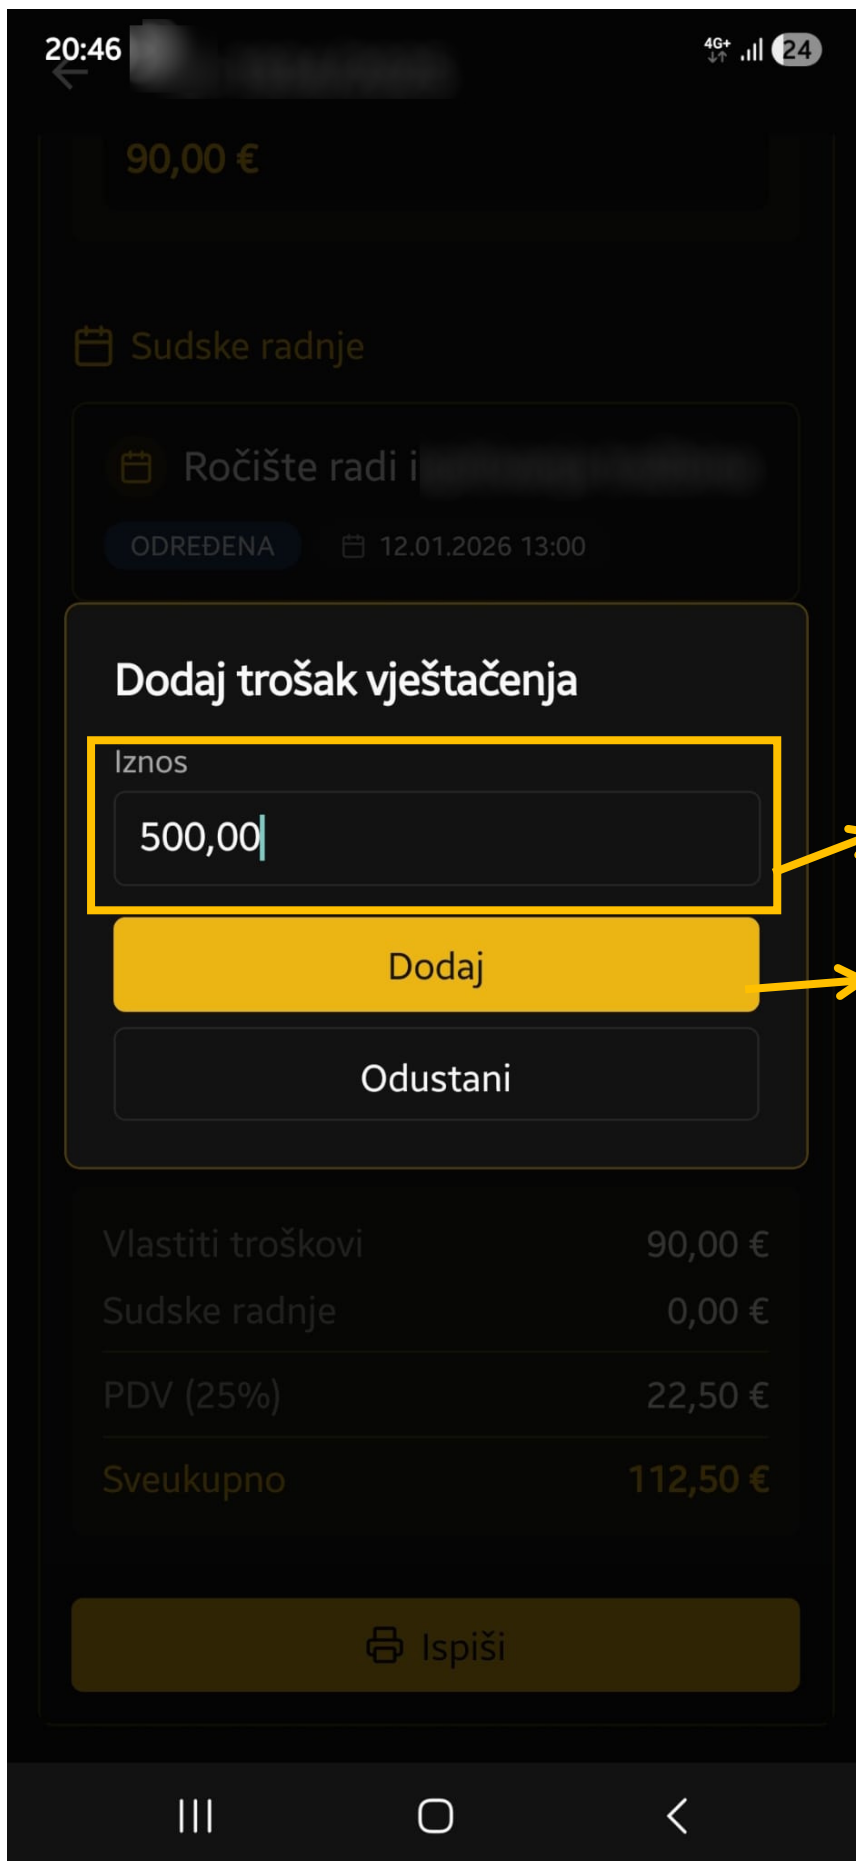 20:46 4G+ 24
90,00 €
Sudske radnje
Ročište radi i
ODREĐENA 12.01.2026 13:00
Dodaj trošak vještačenja
Iznos
500,00
Dodaj
Odustani
Vlastiti troškovi 90,00 €
Sudske radnje 0,00 €
PDV (25%) 22,50 €
Sveukupno 112,50 €
Ispiši